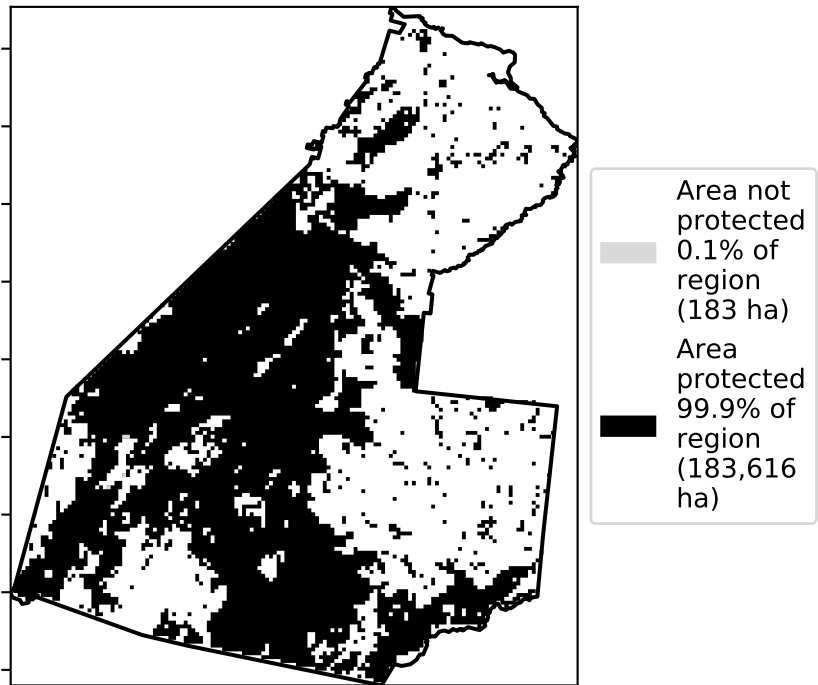 Area not
protected
0.1% of
region
(183 ha)
Area
protected
99.9% of
region
(183,616
ha)